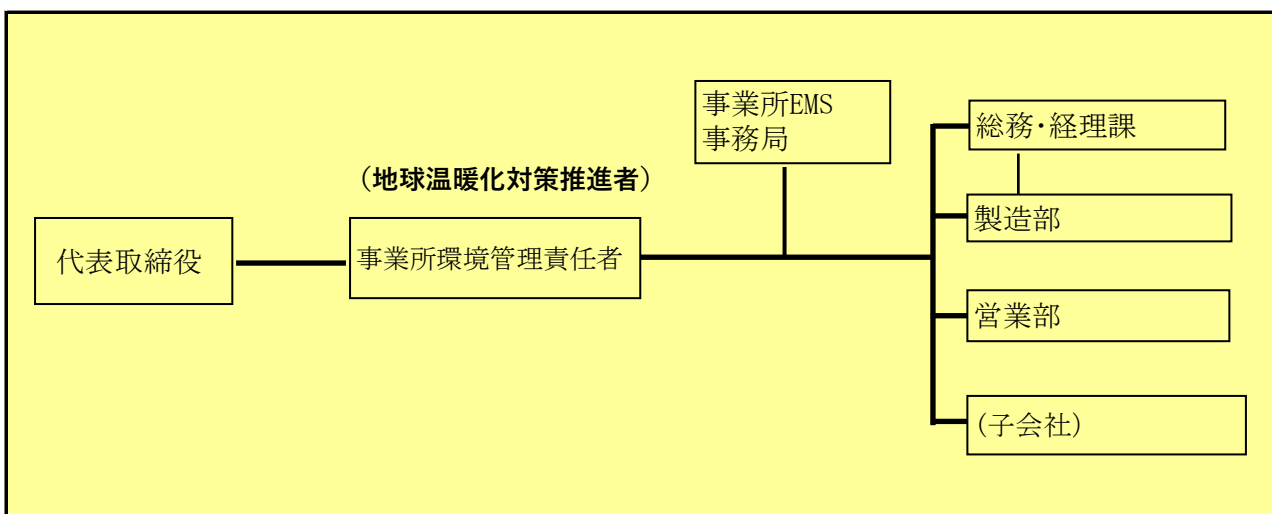 事業所EMS
事務局
総務・経理課
(地球温暖化対策推進者)
製造部
代表取締役
事業所環境管理責任者
営業部
(子会社)